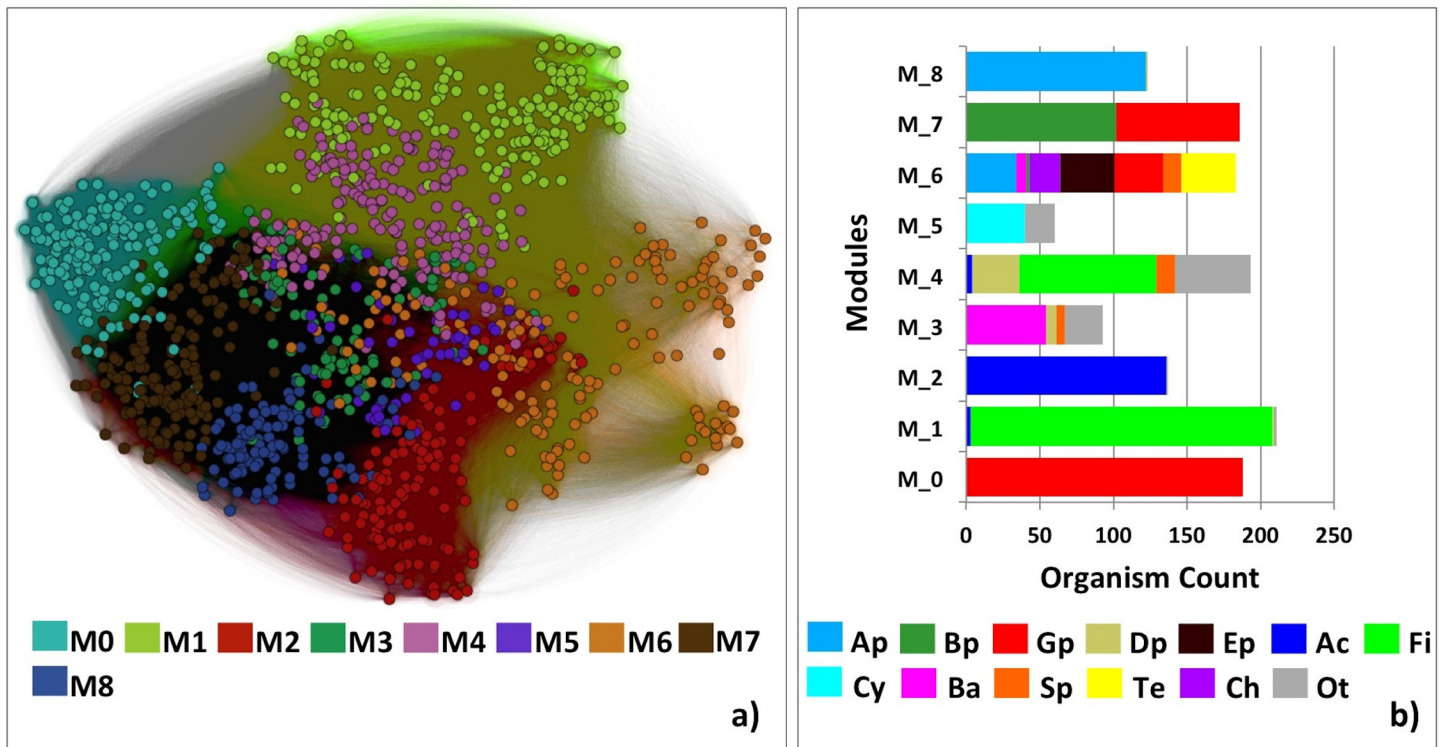 M0 M1 M2 M3 M4 M5 M6 M7
M8
a)
M_8
M_7
M_6
M_5
M_4
M_3
M_2
M_1
M_0
Modules
0 50 100 150 200 250
Organism Count
Ap Bp Gp Dp Ep Ac Fi
Cy Ba Sp Te Ch Ot
b)